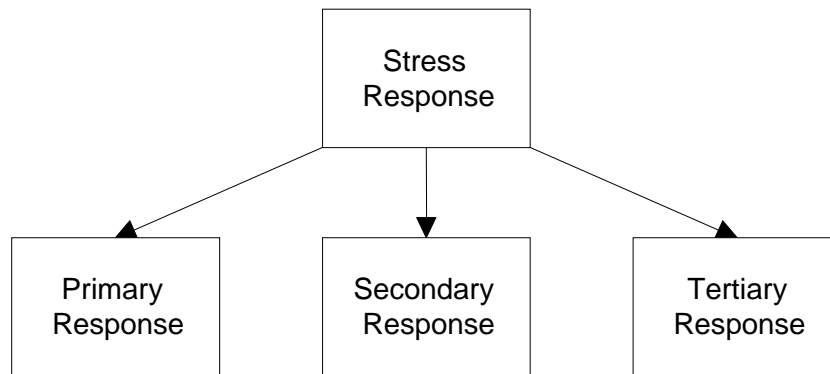 Stress
Response
Primary
Response
Secondary
Response
Tertiary
Response